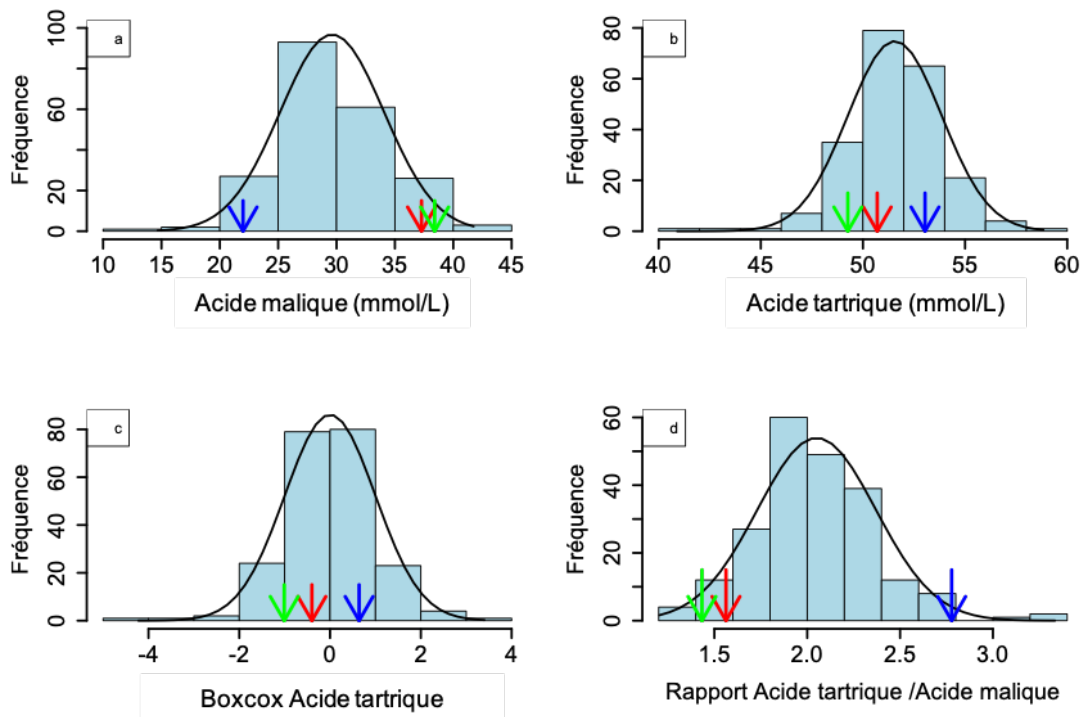 a
Fréquence
0 20 60 100
10 15 20 25 30 35 40 45
Acide malique (mmol/L)
b
Fréquence
0 20 40 60 80
40 45 50 55 60
Acide tartrique (mmol/L)
c
Fréquence
0 20 40 60 80
-4 -2 0 2 4
Boxcox Acide tartrique
d
Fréquence
0 20 40 60
1.5 2.0 2.5 3.0
Rapport Acide tartrique /Acide malique